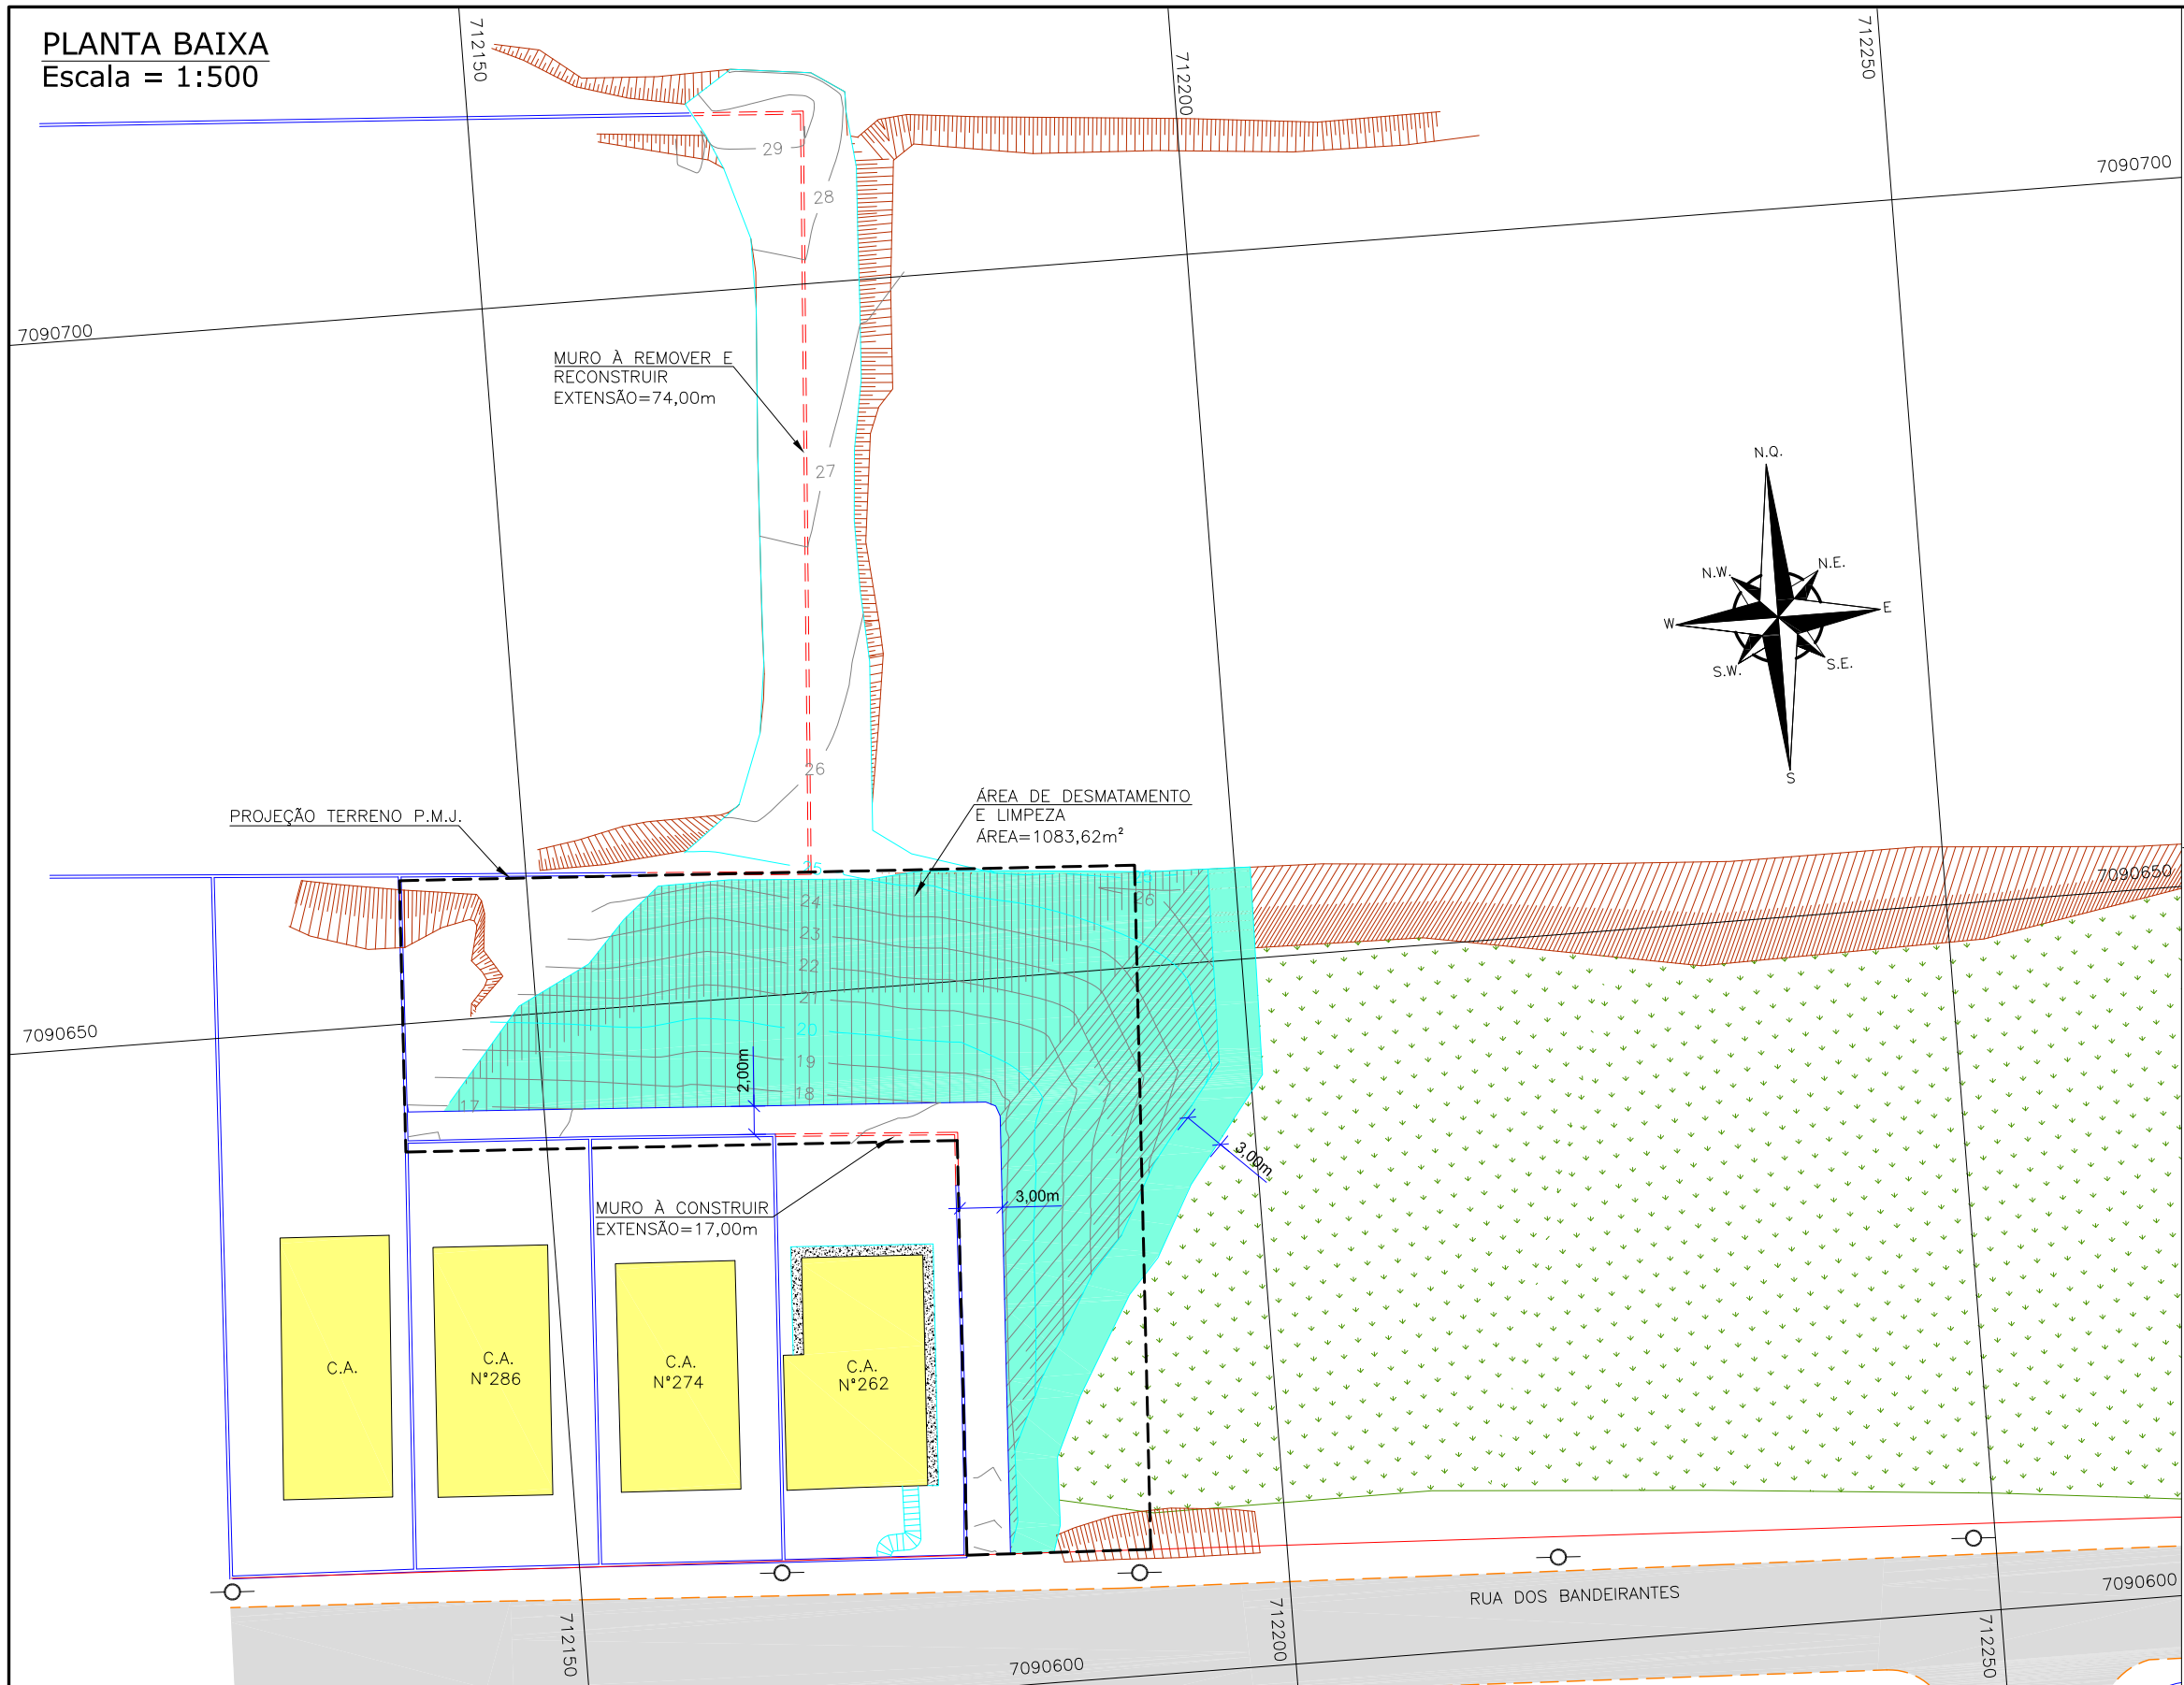 PLANTA BAIXA
Escala = 1:500
712150
712200
712250
7090700
7090700
29
28
MURO À REMOVER E
RECONSTRUIR
EXTENSÃO=74,00m
27
26
N.Q.
N.W.
N.E.
W
E
S.W.
S.E.
S
PROJEÇÃO TERRENO P.M.J.
ÁREA DE DESMATAMENTO
E LIMPEZA
ÁREA=1083,62m²
25
7090650
24
26
23
22
21
20
7090650
19
18
17
2,00m
3,00m
3,00m
MURO À CONSTRUIR
EXTENSÃO=17,00m
C.A.
C.A.
N°286
C.A.
N°274
C.A.
N°262
RUA DOS BANDEIRANTES
7090600
7090600
712150
712200
712250